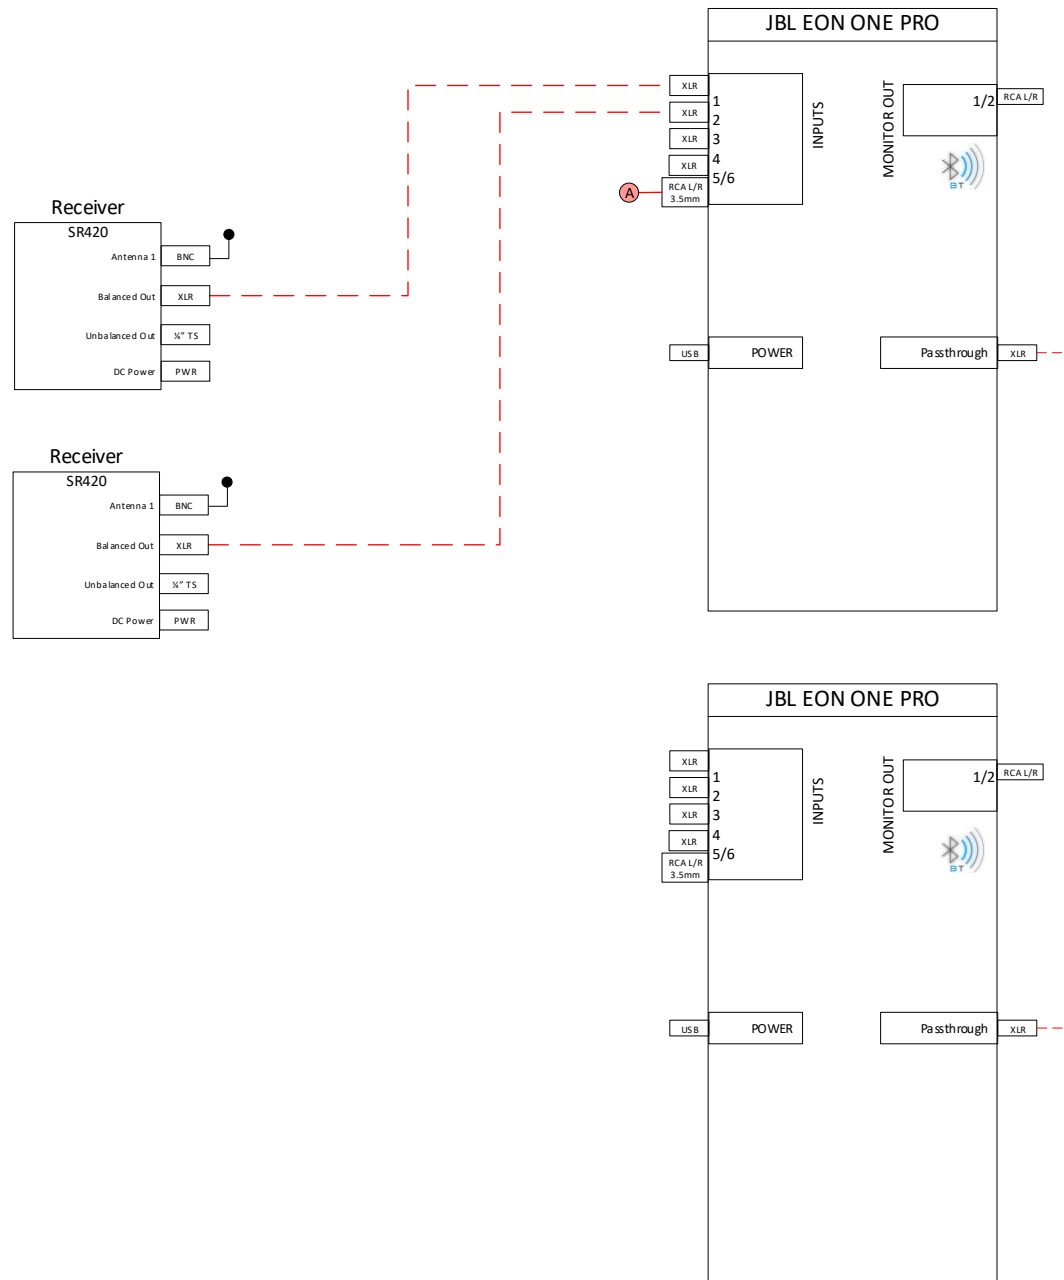 JBL EON ONE PRO
XLR
1
XLR
2
XLR
3
XLR
4
5/6
RCA L/R
3.5mm
INPUTS
MONITOR OUT
1/2
RCA L/R
BT
A
USB
POWER
Passthrough
XLR
Receiver
SR420
Antenna 1
BNC
Balanced Out
XLR
Unbalanced Out
¼" TS
DC Power
PWR
Receiver
SR420
Antenna 1
BNC
Balanced Out
XLR
Unbalanced Out
¼" TS
DC Power
PWR
JBL EON ONE PRO
XLR
1
XLR
2
XLR
3
XLR
4
5/6
RCA L/R
3.5mm
INPUTS
MONITOR OUT
1/2
RCA L/R
BT
USB
POWER
Passthrough
XLR